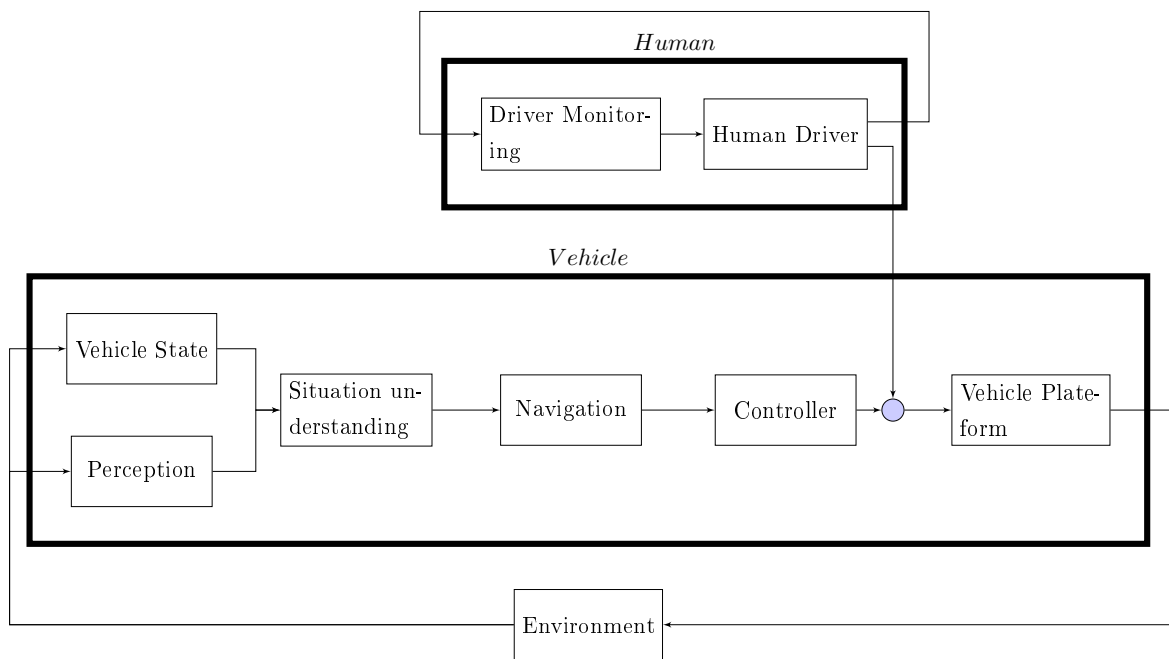 Human
Driver Monitor-
ing
Human Driver
Vehicle
Vehicle State
Situation un-
derstanding
Navigation
Controller
Vehicle Plate-
form
Perception
Environment